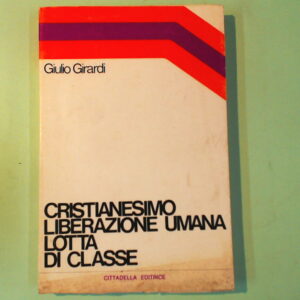 Giulio Girardi
CRISTIANESIMO
LIBERAZIONE UMANA
LOTTA
DI CLASSE
CITTADELLA EDITRICE